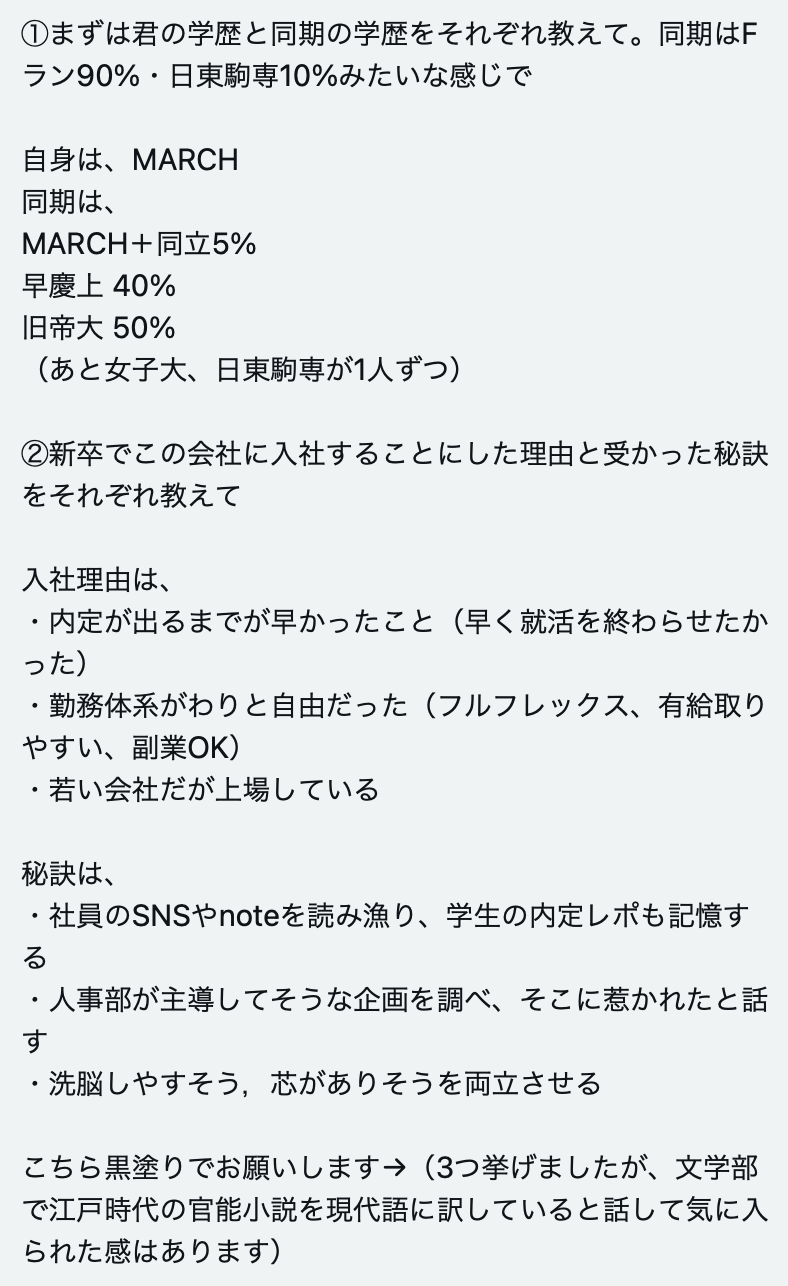 ①まずは君の学歴と同期の学歴をそれぞれ教えて。同期はF
ラン90%・日東駒専10%みたいな感じで
自身は、MARCH
同期は、
MARCH＋同立5%
早慶上 40%
旧帝大 50%
（あと女子大、日東駒専が1人ずつ）
②新卒でこの会社に入社することにした理由と受かった秘訣
をそれぞれ教えて
入社理由は、
・内定が出るまでが早かったこと（早く就活を終わらせたか
った）
・勤務体系がわりと自由だった（フルフレックス、有給取り
やすい、副業OK）
・若い会社だが上場している
秘訣は、
・社員のSNSやnoteを読み漁り、学生の内定レポも記憶す
る
・人事部が主導してそうな企画を調べ、そこに惹かれたと話
す
・洗脳しやすそう，芯がありそうを両立させる
こちら黒塗りでお願いします→（3つ挙げましたが、文学部
で江戸時代の官能小説を現代語に訳していると話して気に入
られた感はあります）